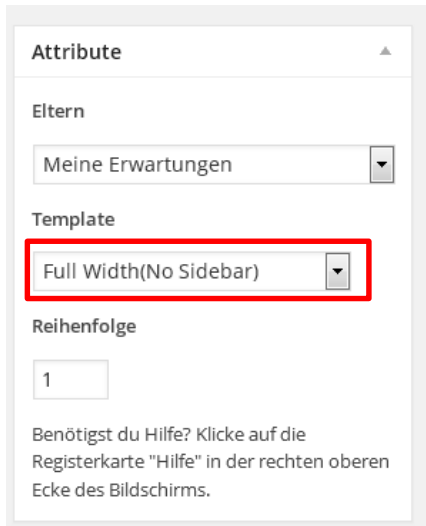 Attribute
Eltern
Meine Erwartungen
Template
Full Width(No Sidebar)
Reihenfolge
1
Benötigst du Hilfe? Klicke auf die
Registerkarte "Hilfe" in der rechten oberen
Ecke des Bildschirms.